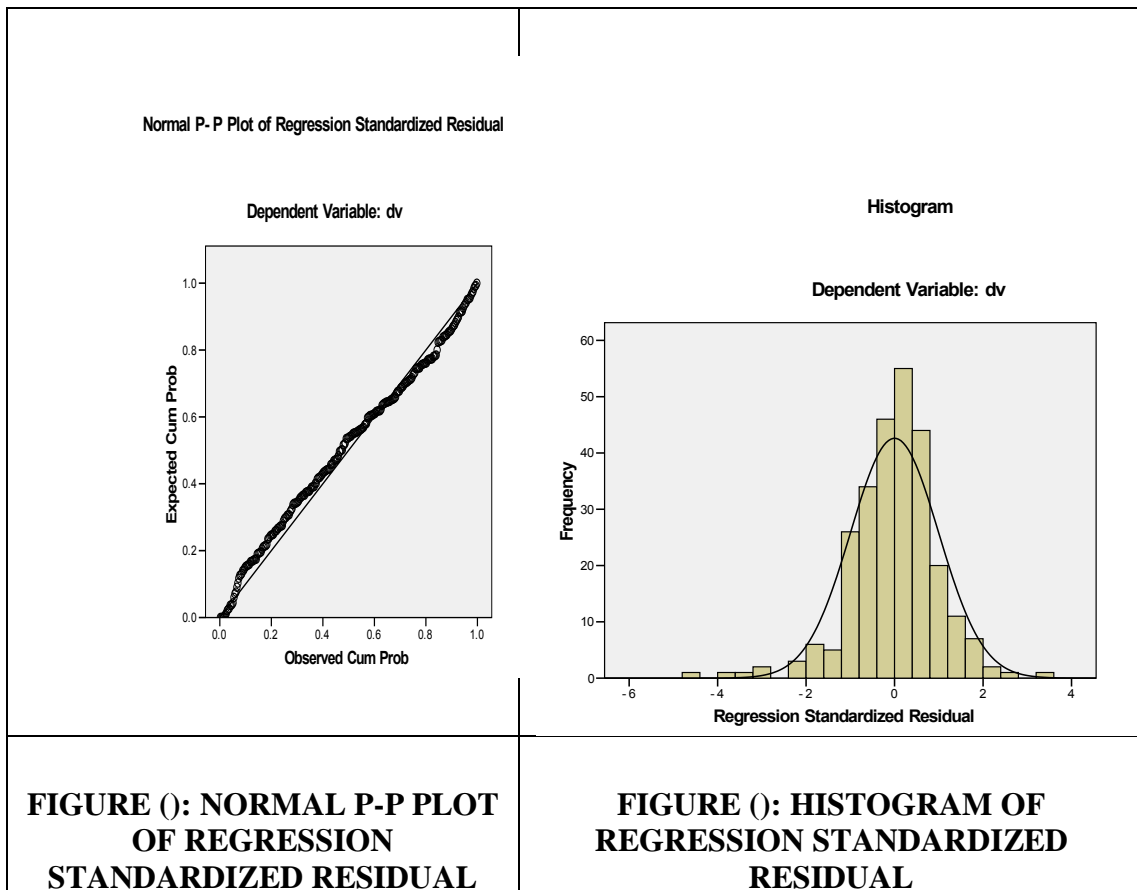 Normal P- P Plot of Regression Standardized Residual
Dependent Variable: dv
Expected Cum Prob
1.0
0.8
0.6
0.4
0.2
0.0
0.0 0.2 0.4 0.6 0.8 1.0
Observed Cum Prob
Histogram
Dependent Variable: dv
Frequency
60
50
40
30
20
10
0
-6 -4 -2 0 2 4
Regression Standardized Residual
FIGURE (): NORMAL P-P PLOT
OF REGRESSION
STANDARDIZED RESIDUAL
FIGURE (): HISTOGRAM OF
REGRESSION STANDARDIZED
RESIDUAL